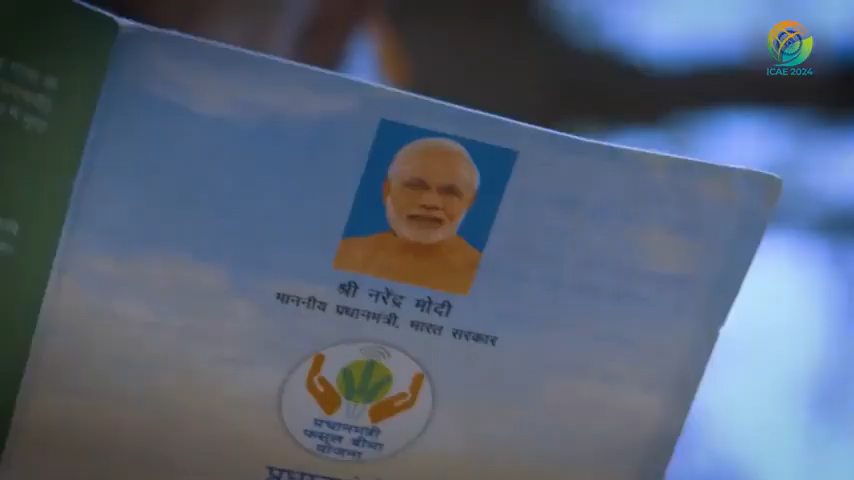 ICAE 2024
श्री नरेंद्र मोदी
माननीय प्रधानमंत्री, भारत सरकार
प्रधानमंत्री
फसल बीमा
योजना